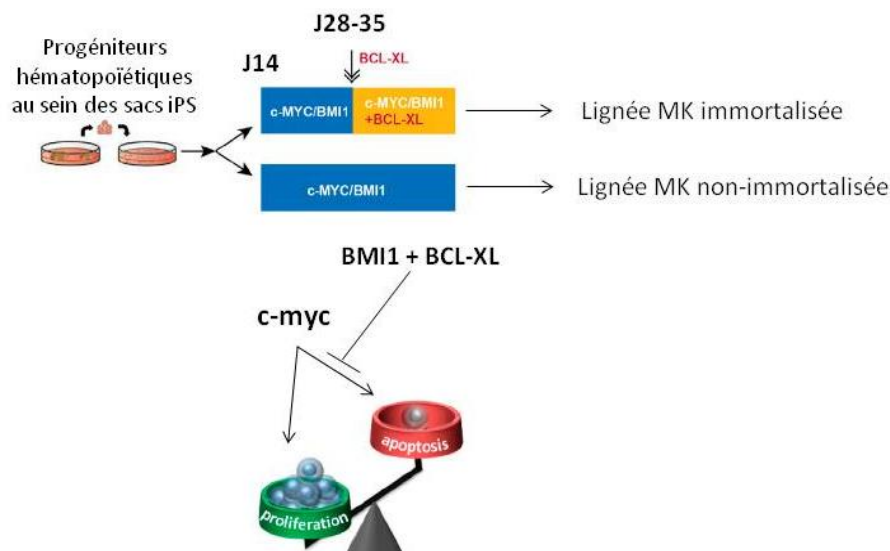 J28-35
Progéniteurs
hématopoïétiques
au sein des sacs iPS
J14
BCL-XL
c-MYC/BMI1
c-MYC/BMI1
+BCL-XL
Lignée MK immortalisée
c-MYC/BMI1
Lignée MK non-immortalisée
BMI1 + BCL-XL
c-myc
apoptosis
proliferation